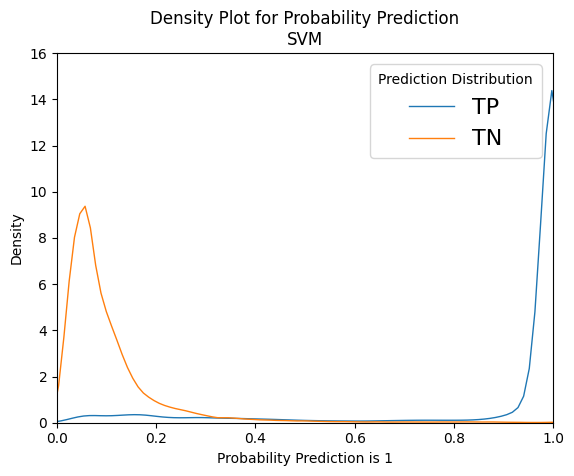 Density Plot for Probability Prediction
SVM
Prediction Distribution
TP
TN
Density
16
14
12
10
8
6
4
2
0
0.0 0.2 0.4 0.6 0.8 1.0
Probability Prediction is 1